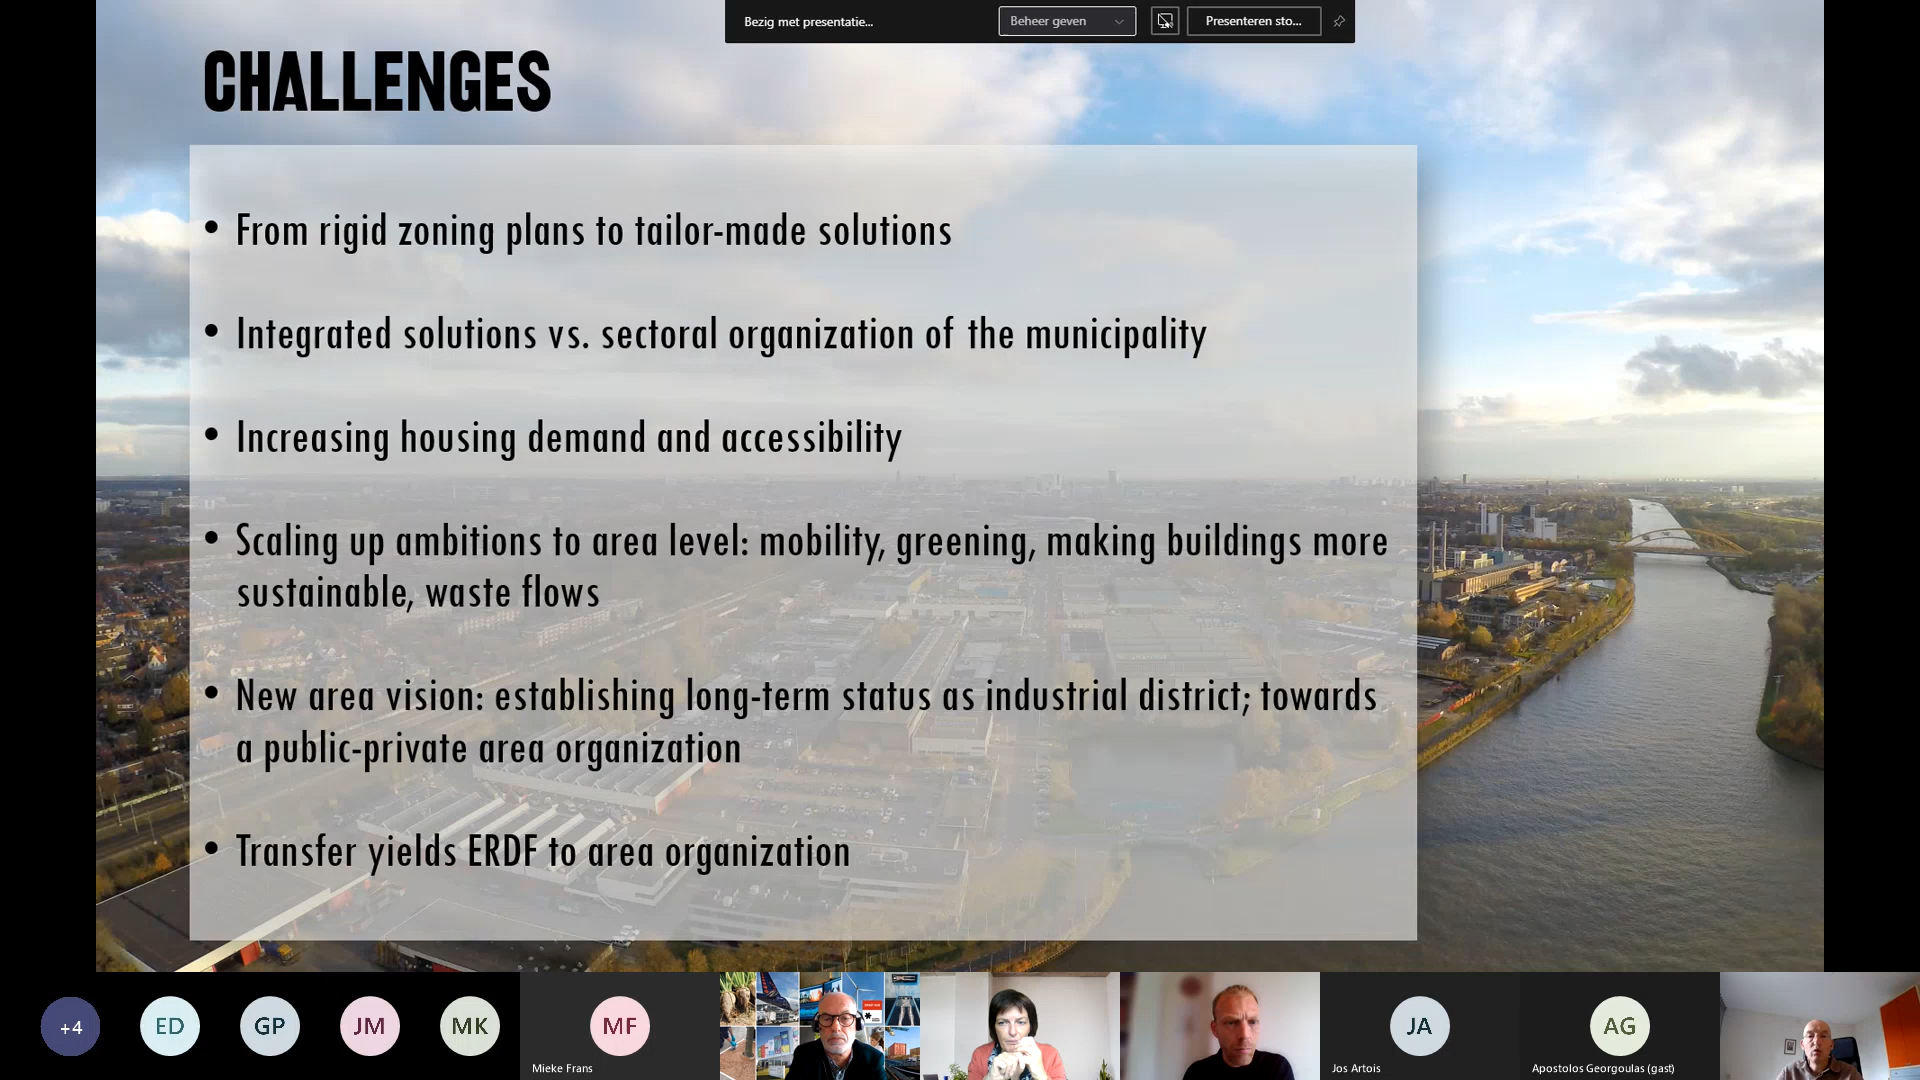 Bezig met presentatie...
Beheer geven
Presenteren sto...
CHALLENGES
• From rigid zoning plans to tailor-made solutions
• Integrated solutions vs. sectoral organization of the municipality
• Increasing housing demand and accessibility
• Scaling up ambitions to area level: mobility, greening, making buildings more
sustainable, waste flows
• New area vision: establishing long-term status as industrial district; towards
a public-private area organization
• Transfer yields ERDF to area organization
+4
ED
GP
JM
MK
MF
JA
AG
Mieke Frans
Jos Artois
Apostolos Georgoulas (gast)